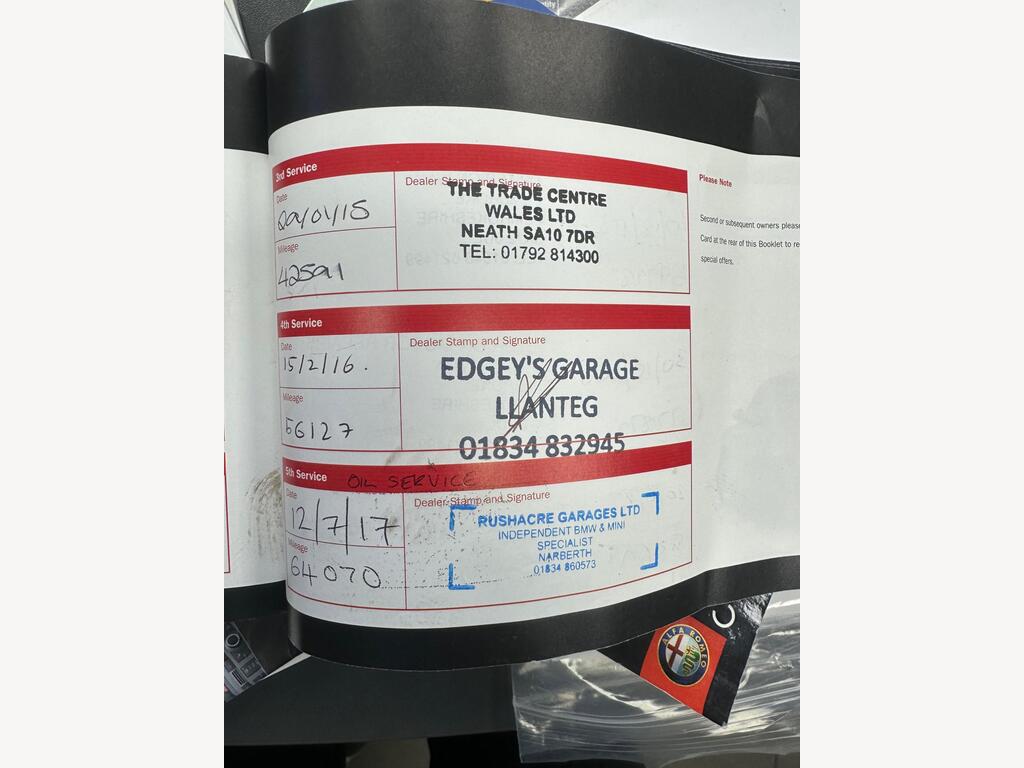 3rd Service
Date
Mileage
Dealer Stamp and Signature
THE TRADE CENTRE
WALES LTD
NEATH SA10 7DR
TEL: 01792 814300
4th Service
Date
15/2/16.
Mileage
56127
Dealer Stamp and Signature
EDGEY'S GARAGE
LLANTEG
01834 832945
5th Service
OIL SERVICE
Date
12/7/17
Mileage
64070
Dealer Stamp and Signature
RUSHACRE GARAGES LTD
INDEPENDENT BMW & MINI
SPECIALIST
NARBERTH
01834 860573
Please Note
Second or subsequent owners please
Card at the rear of this Booklet to re
special offers.
ALFA ROMEO